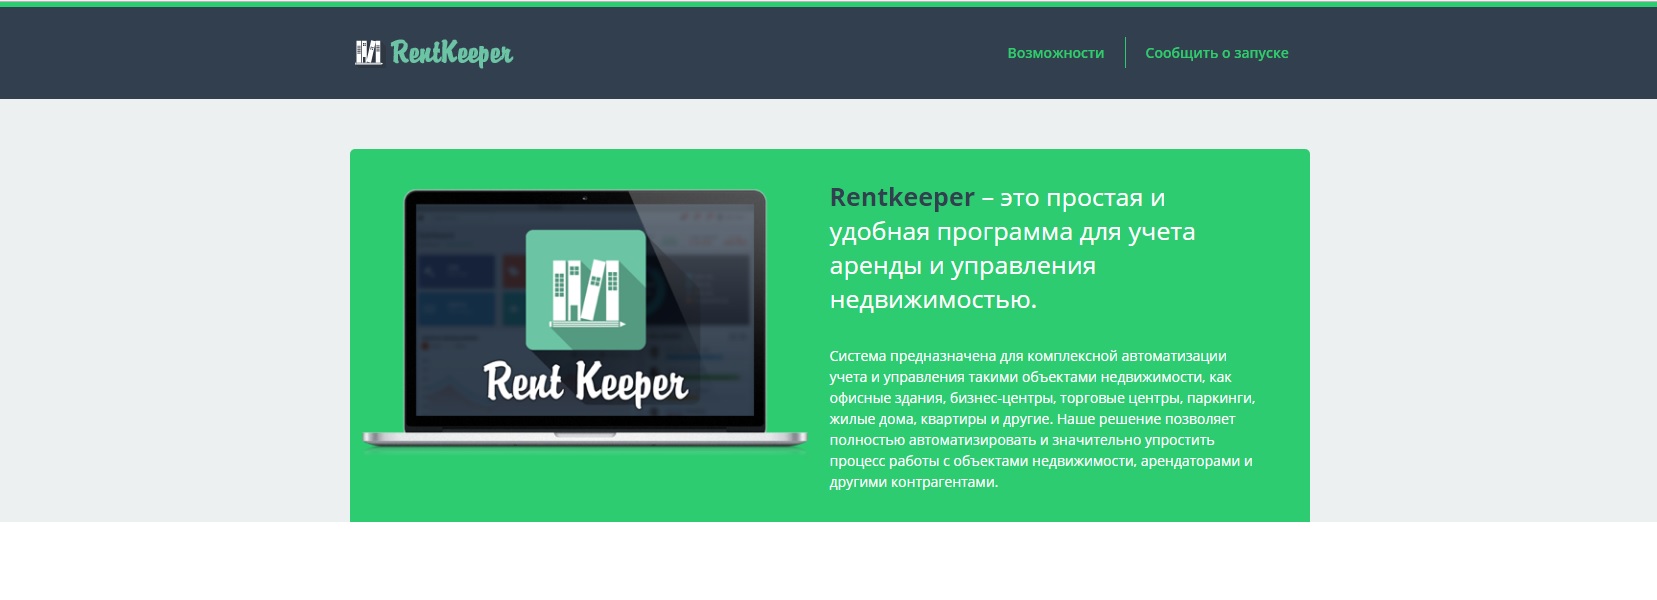 RentKeeper
Возможности
Сообщить о запуске
Rent Keeper
Rentkeeper – это простая и
удобная программа для учета
аренды и управления
недвижимостью.
Система предназначена для комплексной автоматизации
учета и управления такими объектами недвижимости, как
офисные здания, бизнес-центры, торговые центры, паркинги,
жилые дома, квартиры и другие. Наше решение позволяет
полностью автоматизировать и значительно упростить
процесс работы с объектами недвижимости, арендаторами и
другими контрагентами.